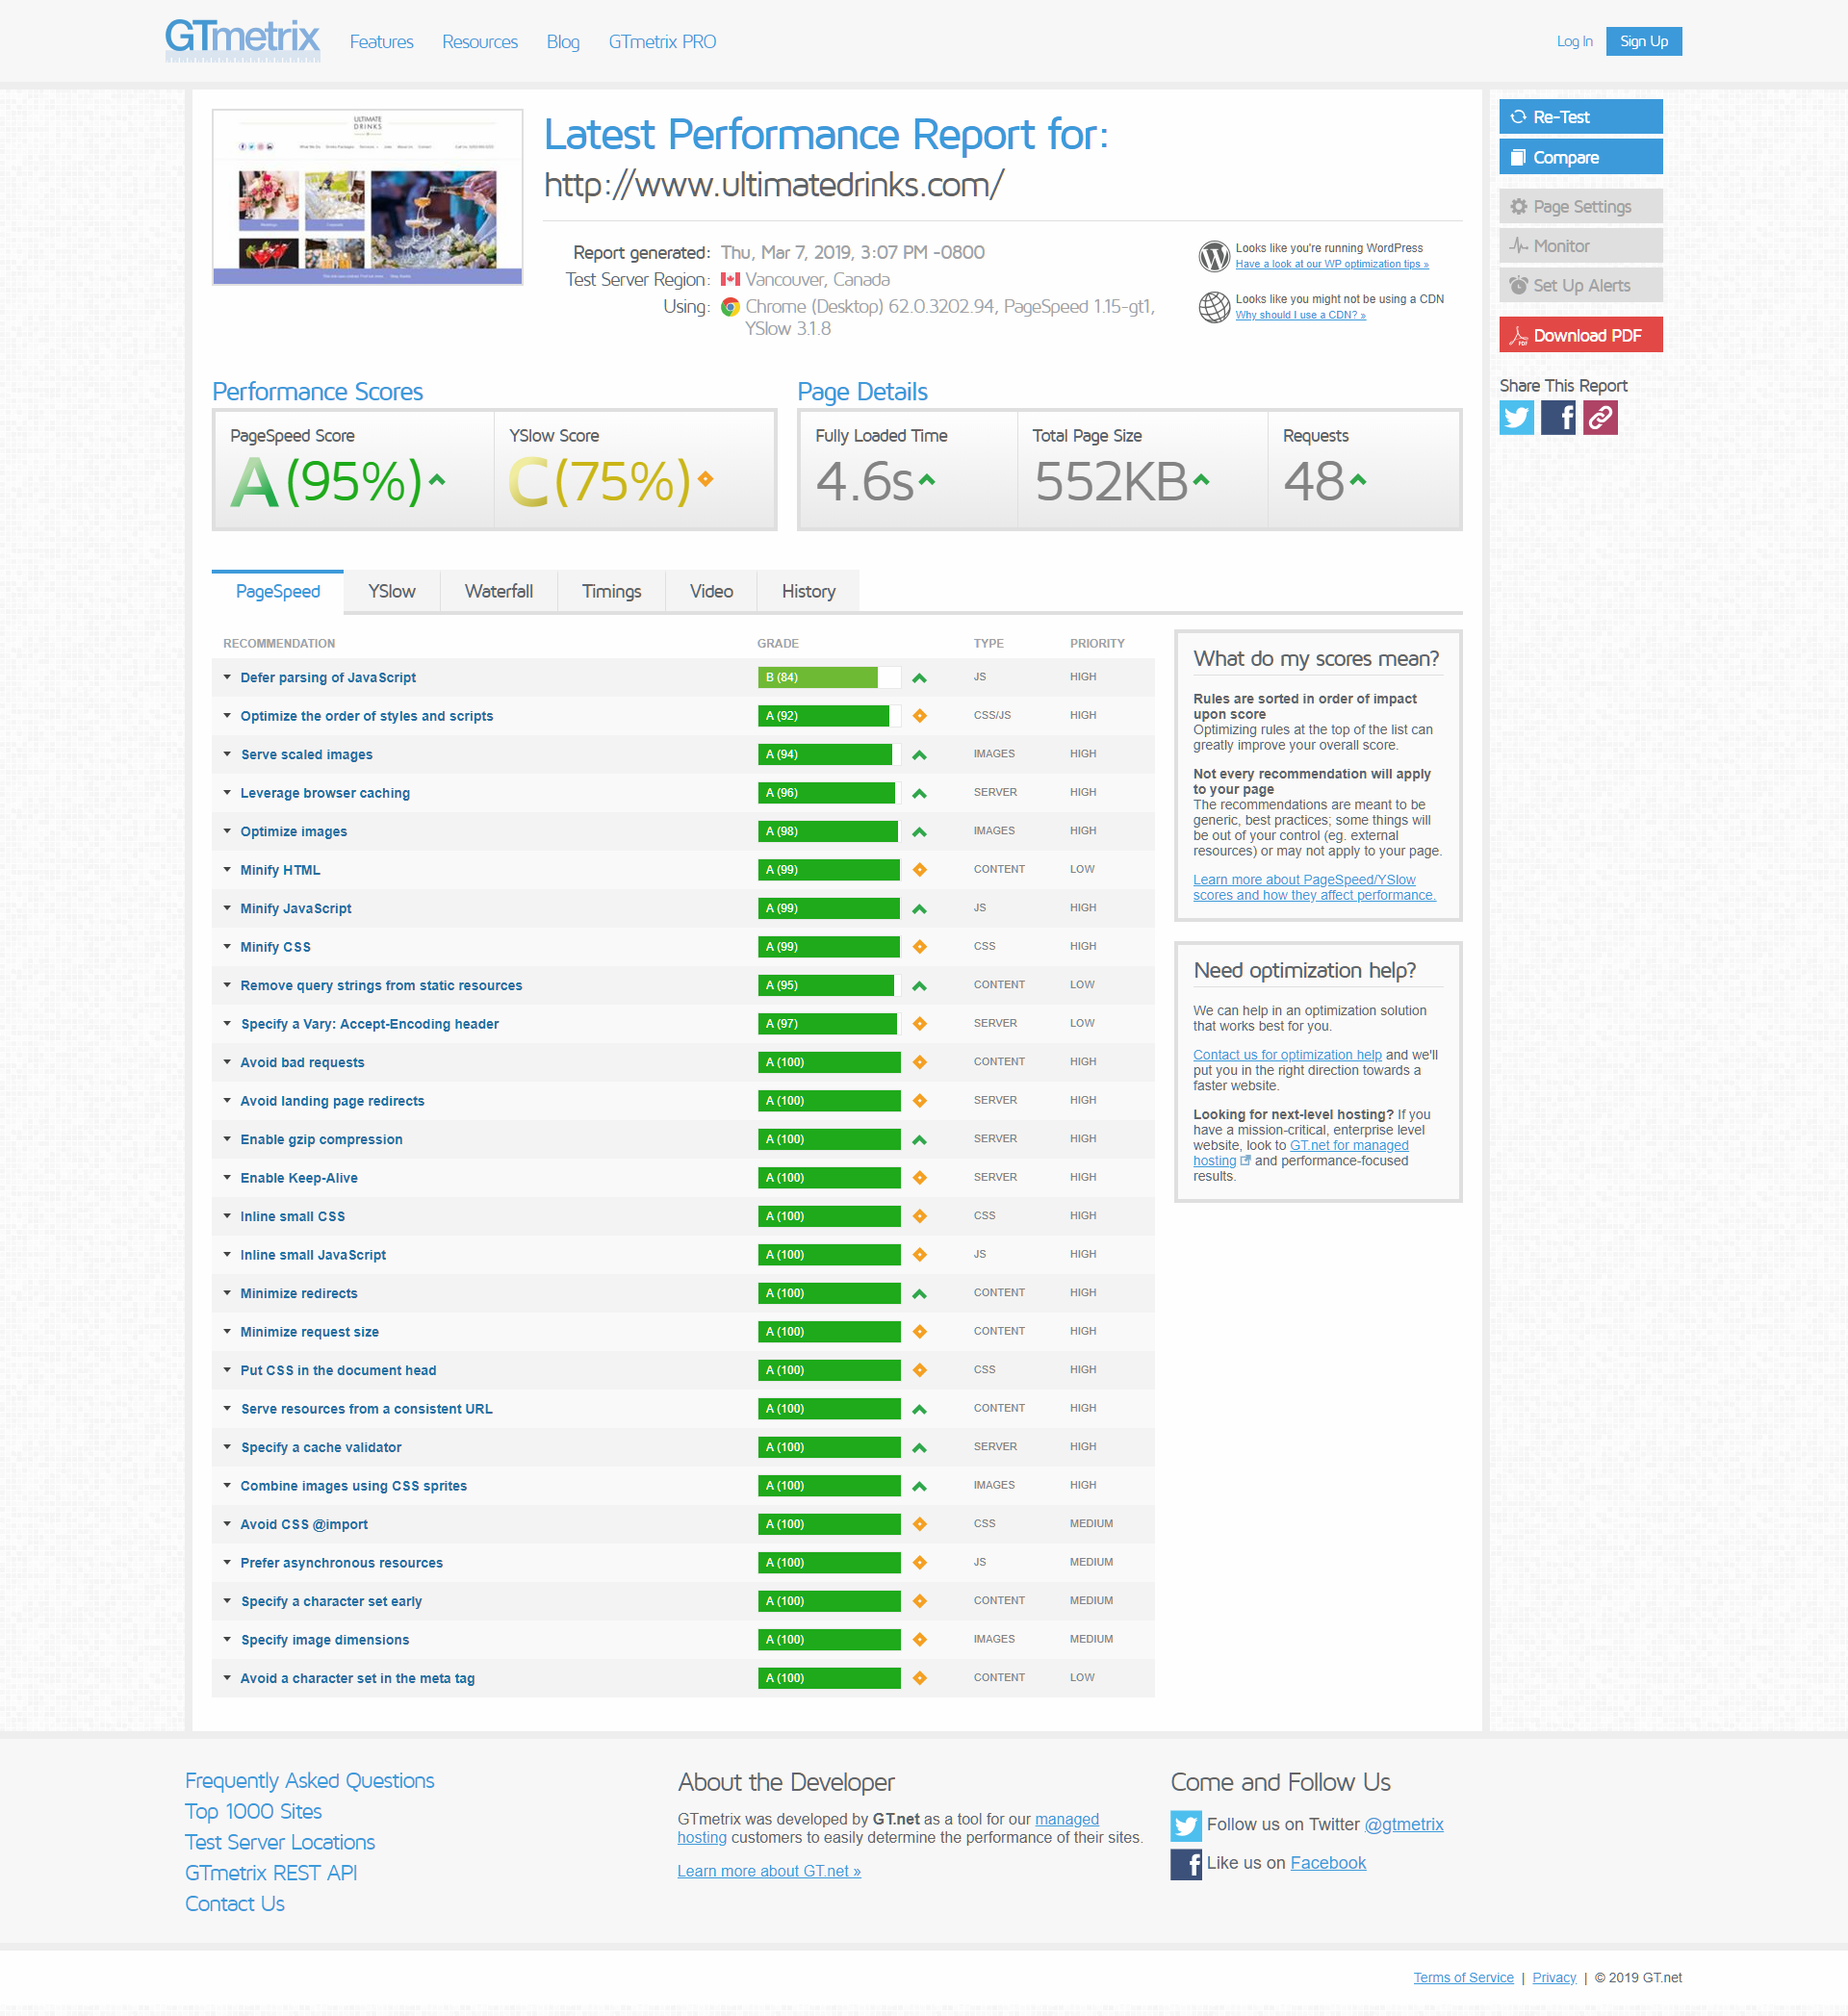 GTmetrix
Features
Resources
Blog
GTmetrix PRO
Log In
Sign Up
ULTIMATE
DRINKS
Latest Performance Report for:
http://www.ultimatedrinks.com/
Report generated: Thu, Mar 7, 2019, 3:07 PM -0800
Test Server Region: Vancouver, Canada
Using: Chrome (Desktop) 62.0.3202.94, PageSpeed 1.15-gt1,
YSlow 3.1.8
Looks like you're running WordPress
Have a look at our WP optimization tips »
Looks like you might not be using a CDN
Why should I use a CDN? »
Re-Test
Compare
Page Settings
Monitor
Set Up Alerts
Download PDF
Share This Report
Performance Scores
PageSpeed Score
A (95%)
YSlow Score
C (75%)
Page Details
Fully Loaded Time
4.6s
Total Page Size
552KB
Requests
48
PageSpeed
YSlow
Waterfall
Timings
Video
History
RECOMMENDATION GRADE TYPE PRIORITY
Defer parsing of JavaScript B (84) JS HIGH
Optimize the order of styles and scripts A (92) CSS/JS HIGH
Serve scaled images A (94) IMAGES HIGH
Leverage browser caching A (96) SERVER HIGH
Optimize images A (98) IMAGES HIGH
Minify HTML A (99) CONTENT LOW
Minify JavaScript A (99) JS HIGH
Minify CSS A (99) CSS HIGH
Remove query strings from static resources A (95) CONTENT LOW
Specify a Vary: Accept-Encoding header A (97) SERVER LOW
Avoid bad requests A (100) CONTENT HIGH
Avoid landing page redirects A (100) SERVER HIGH
Enable gzip compression A (100) SERVER HIGH
Enable Keep-Alive A (100) SERVER HIGH
Inline small CSS A (100) CSS HIGH
Inline small JavaScript A (100) JS HIGH
Minimize redirects A (100) CONTENT HIGH
Minimize request size A (100) CONTENT HIGH
Put CSS in the document head A (100) CSS HIGH
Serve resources from a consistent URL A (100) CONTENT HIGH
Specify a cache validator A (100) SERVER HIGH
Combine images using CSS sprites A (100) IMAGES HIGH
Avoid CSS @import A (100) CSS MEDIUM
Prefer asynchronous resources A (100) JS MEDIUM
Specify a character set early A (100) CONTENT MEDIUM
Specify image dimensions A (100) IMAGES MEDIUM
Avoid a character set in the meta tag A (100) CONTENT LOW
What do my scores mean?
Rules are sorted in order of impact
upon score
Optimizing rules at the top of the list can
greatly improve your overall score.
Not every recommendation will apply
to your page
The recommendations are meant to be
generic, best practices; some things will
be out of your control (eg. external
resources) or may not apply to your page.
Learn more about PageSpeed/YSlow
scores and how they affect performance.
Need optimization help?
We can help in an optimization solution
that works best for you.
Contact us for optimization help and we'll
put you in the right direction towards a
faster website.
Looking for next-level hosting? If you
have a mission-critical, enterprise level
website, look to GT.net for managed
hosting and performance-focused
results.
Frequently Asked Questions
Top 1000 Sites
Test Server Locations
GTmetrix REST API
Contact Us
About the Developer
GTmetrix was developed by GT.net as a tool for our managed
hosting customers to easily determine the performance of their sites.
Learn more about GT.net »
Come and Follow Us
Follow us on Twitter @gtmetrix
Like us on Facebook
Terms of Service | Privacy | © 2019 GT.net